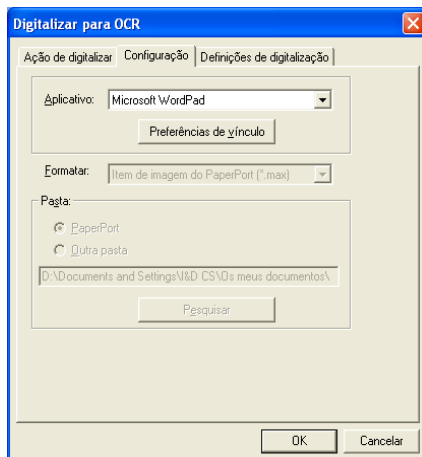 Digitalizar para OCR
Ação de digitalizar Configuração Definições de digitalização
Aplicativo: Microsoft WordPad
Preferências de vínculo
Formatar: Item de imagem do PaperPort (*.max)
Pasta:
PaperPort
Outra pasta
D:\Documents and Settings\I&D CS\Os meus documentos\
Pesquisar
OK Cancelar